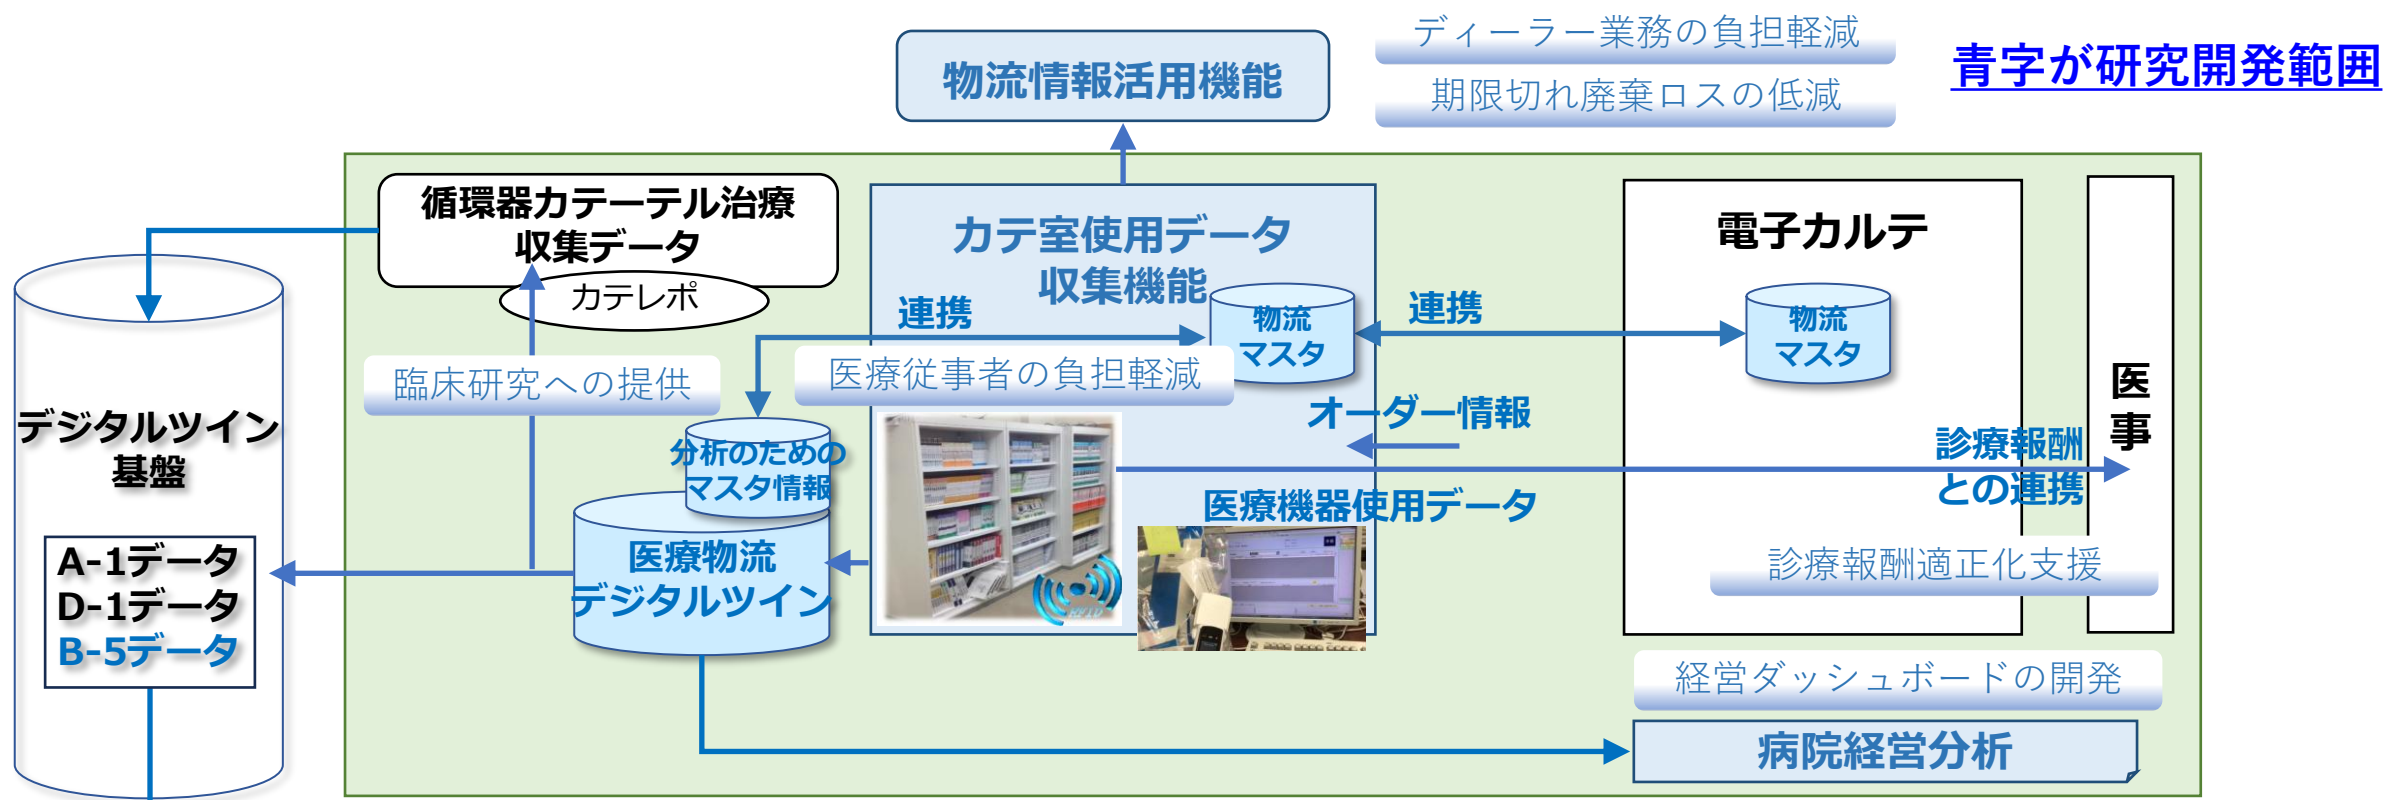 ディーラー業務の負担軽減
青字が研究開発範囲
物流情報活用機能
期限切れ廃棄ロスの低減
循環器カテーテル治療
収集データ
カテレポ
カテ室使用データ
収集機能
電子カルテ
連携
物流
マスタ
連携
物流
マスタ
医療従事者の負担軽減
臨床研究への提供
医
事
オーダー情報
デジタルツイン
基盤
分析のための
マスタ情報
診療報酬
との連携
医療機器使用データ
A-1データ
D-1データ
B-5データ
医療物流
デジタルツイン
RFID
診療報酬適正化支援
経営ダッシュボードの開発
病院経営分析